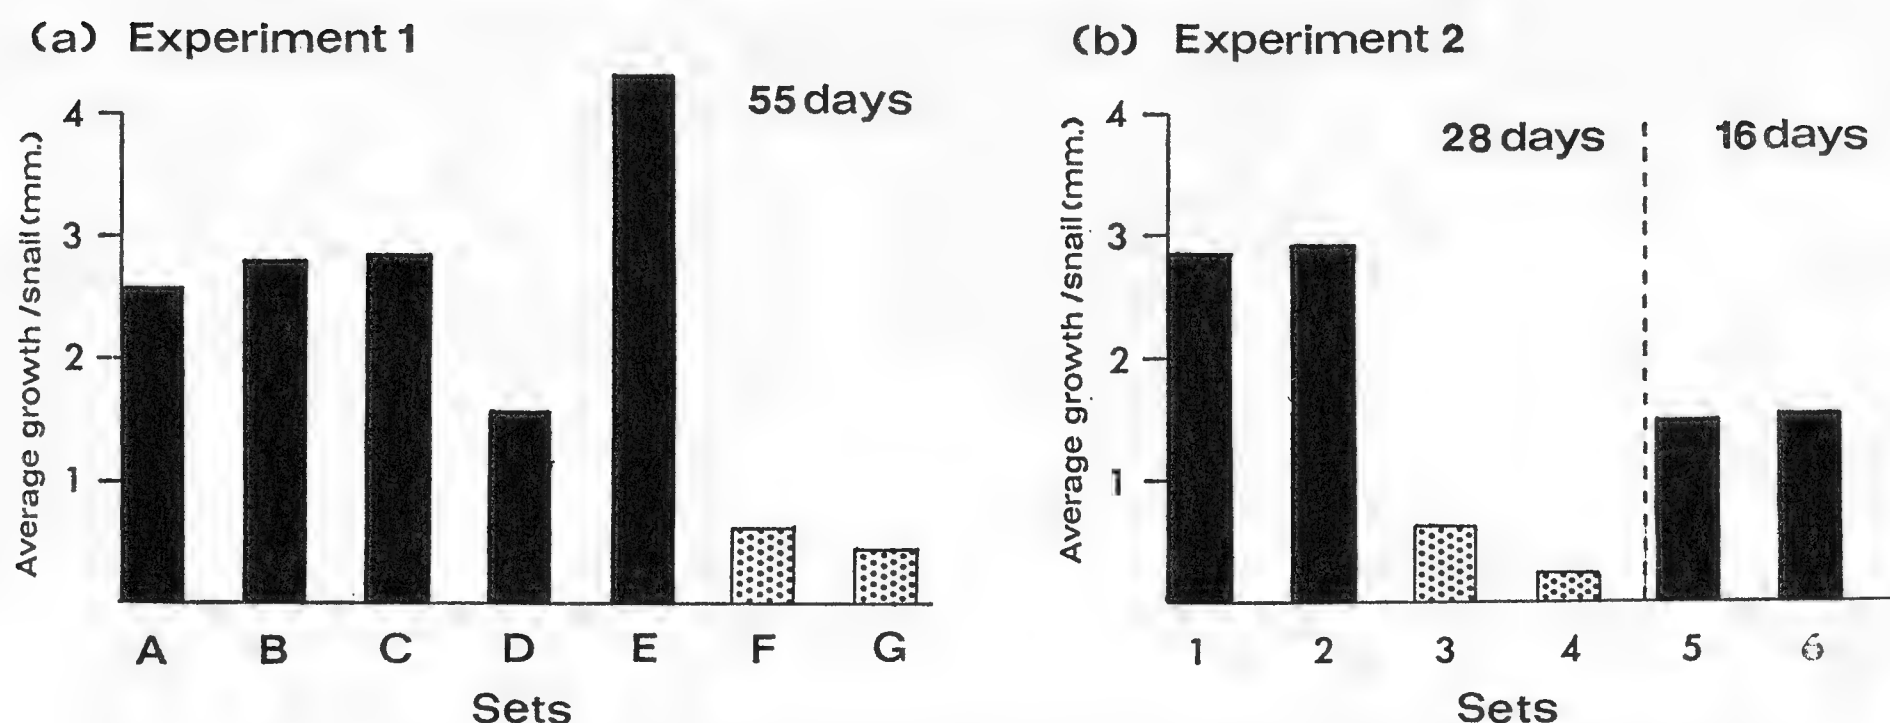 (a) Experiment 1
55 days
4
3
2
1
Average growth /snail (mm.)
A B C D E F G
Sets
(b) Experiment 2
28 days
16 days
4
3
2
1
Average growth /snail (mm.)
1 2 3 4 5 6
Sets